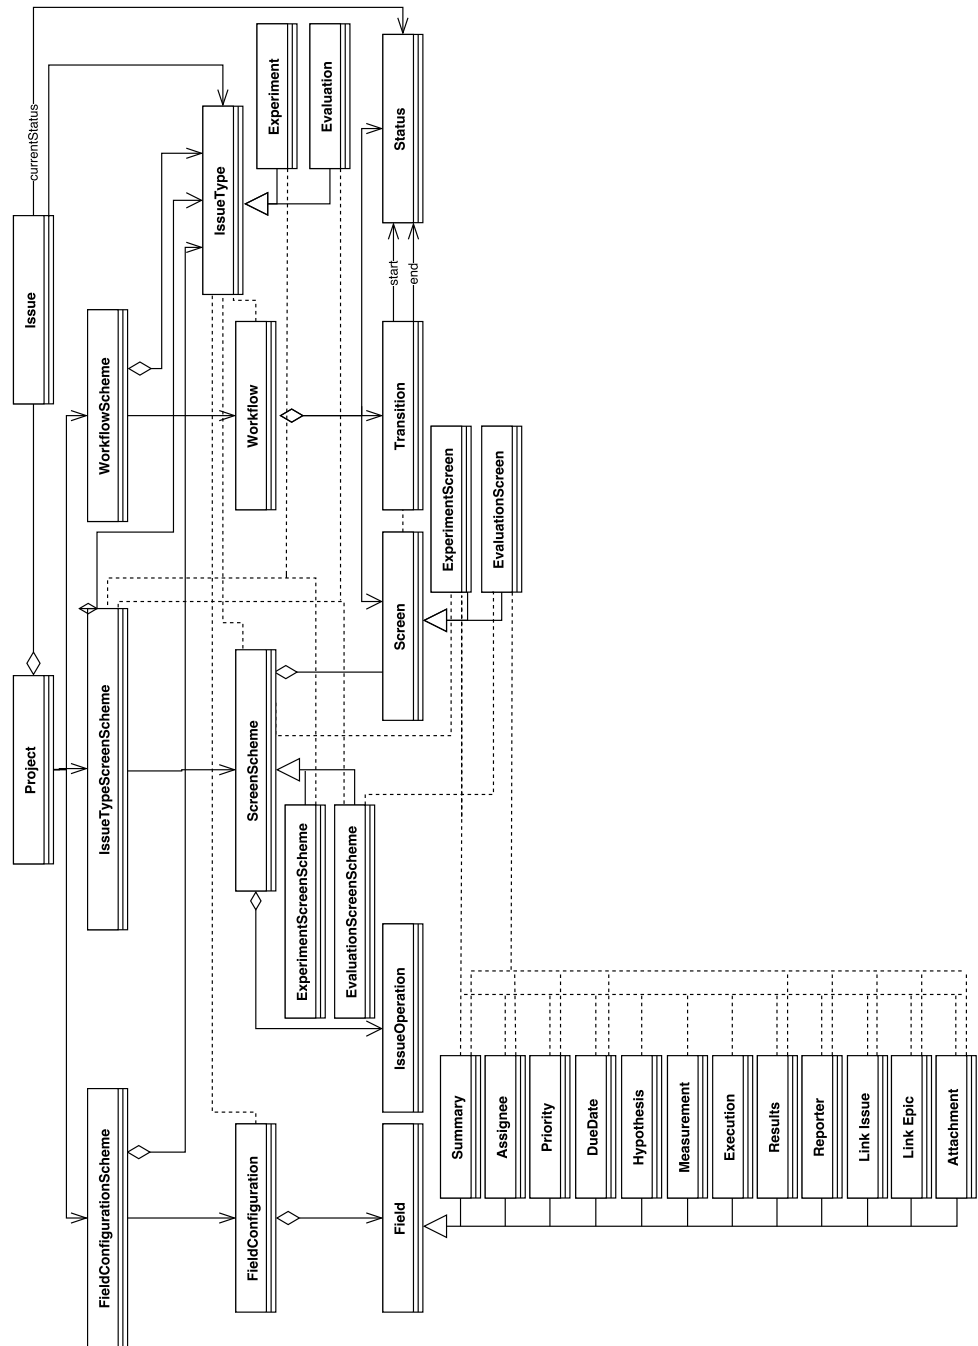 Issue
currentStatus
Project
WorkflowScheme
IssueTypeScreenScheme
FieldConfigurationScheme
IssueType
Experiment
Evaluation
Workflow
ScreenScheme
ExperimentScreenScheme
EvaluationScreenScheme
FieldConfiguration
Status
start
end
Transition
Screen
ExperimentScreen
EvaluationScreen
IssueOperation
Field
Summary
Assignee
Priority
DueDate
Hypothesis
Measurement
Execution
Results
Reporter
Link Issue
Link Epic
Attachment